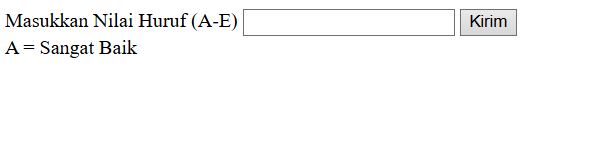 Masukkan Nilai Huruf (A-E) Kirim
A = Sangat Baik